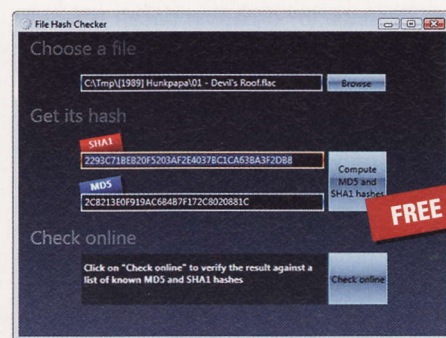 File Hash Checker
Choose a file
C:\Tmp\[1989] Hunkpapa\01 - Devil's Roof.flac
Browse
Get its hash
SHA1
2293C71BEB20F5203AF2E4037BC1CA63BA3F2DB8
Compute
MD5 and
SHA1 hashes
MD5
2C8213E0F919AC684B7F172C8020881C
FREE
Check online
Click on "Check online" to verify the result against a
list of known MD5 and SHA1 hashes
Check online